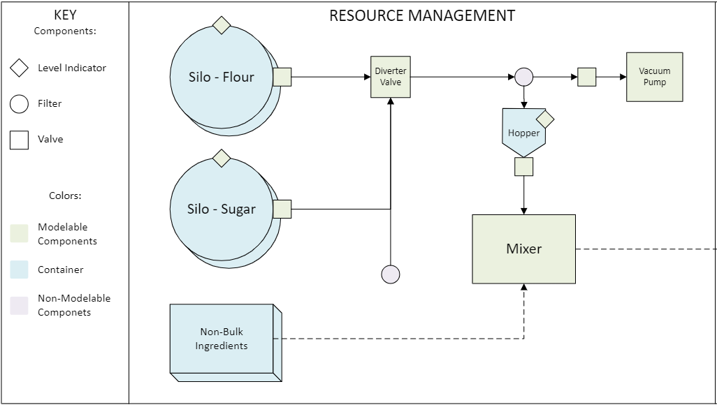 KEY
Components:
Level Indicator
Filter
Valve
Colors:
Modelable
Components
Container
Non-Modelable
Componets
RESOURCE MANAGEMENT
Silo - Flour
Diverter
Valve
Vacuum
Pump
Hopper
Silo - Sugar
Mixer
Non-Bulk
Ingredients